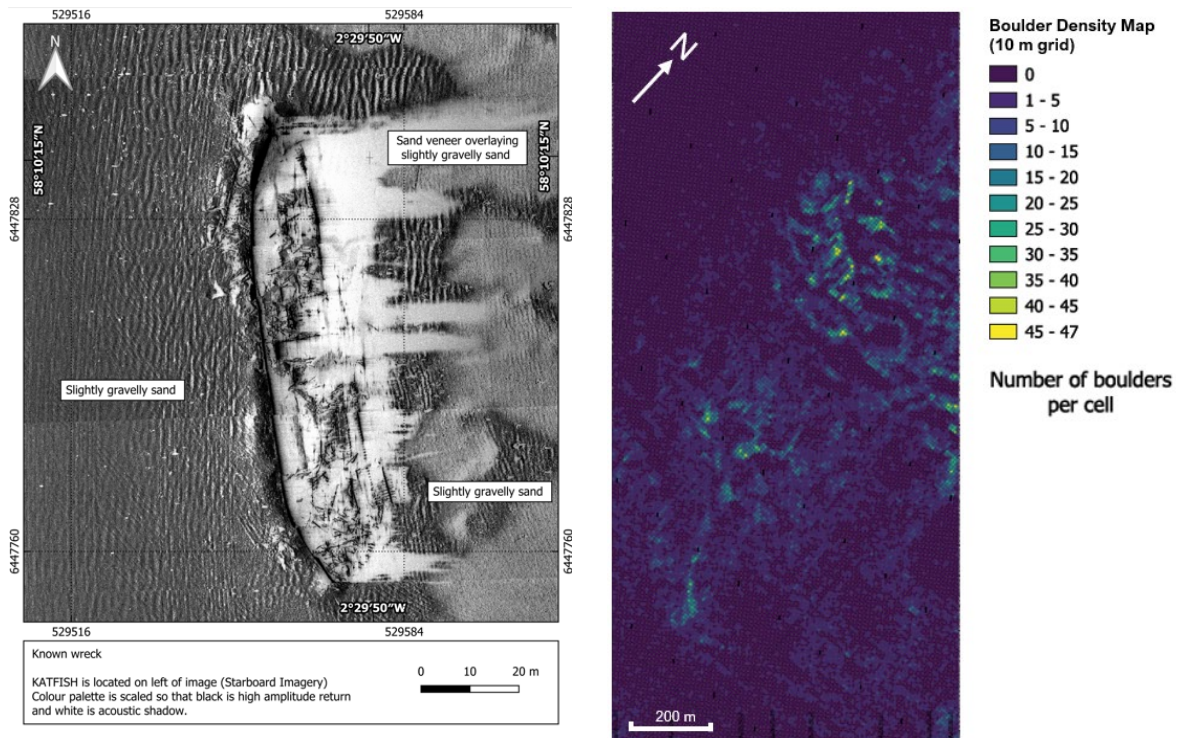 529516
529584
N
2°29'50"W
58°10'15"N
58°10'15"N
Sand veneer overlaying
slightly gravelly sand
6447828
6447828
Slightly gravelly sand
Slightly gravelly sand
6447760
6447760
2°29'50"W
529516
529584
Known wreck
KATFISH is located on left of image (Starboard Imagery)
Colour palette is scaled so that black is high amplitude return
and white is acoustic shadow.
0 10 20 m
N
200 m
Boulder Density Map
(10 m grid)
0
1 - 5
5 - 10
10 - 15
15 - 20
20 - 25
25 - 30
30 - 35
35 - 40
40 - 45
45 - 47
Number of boulders
per cell